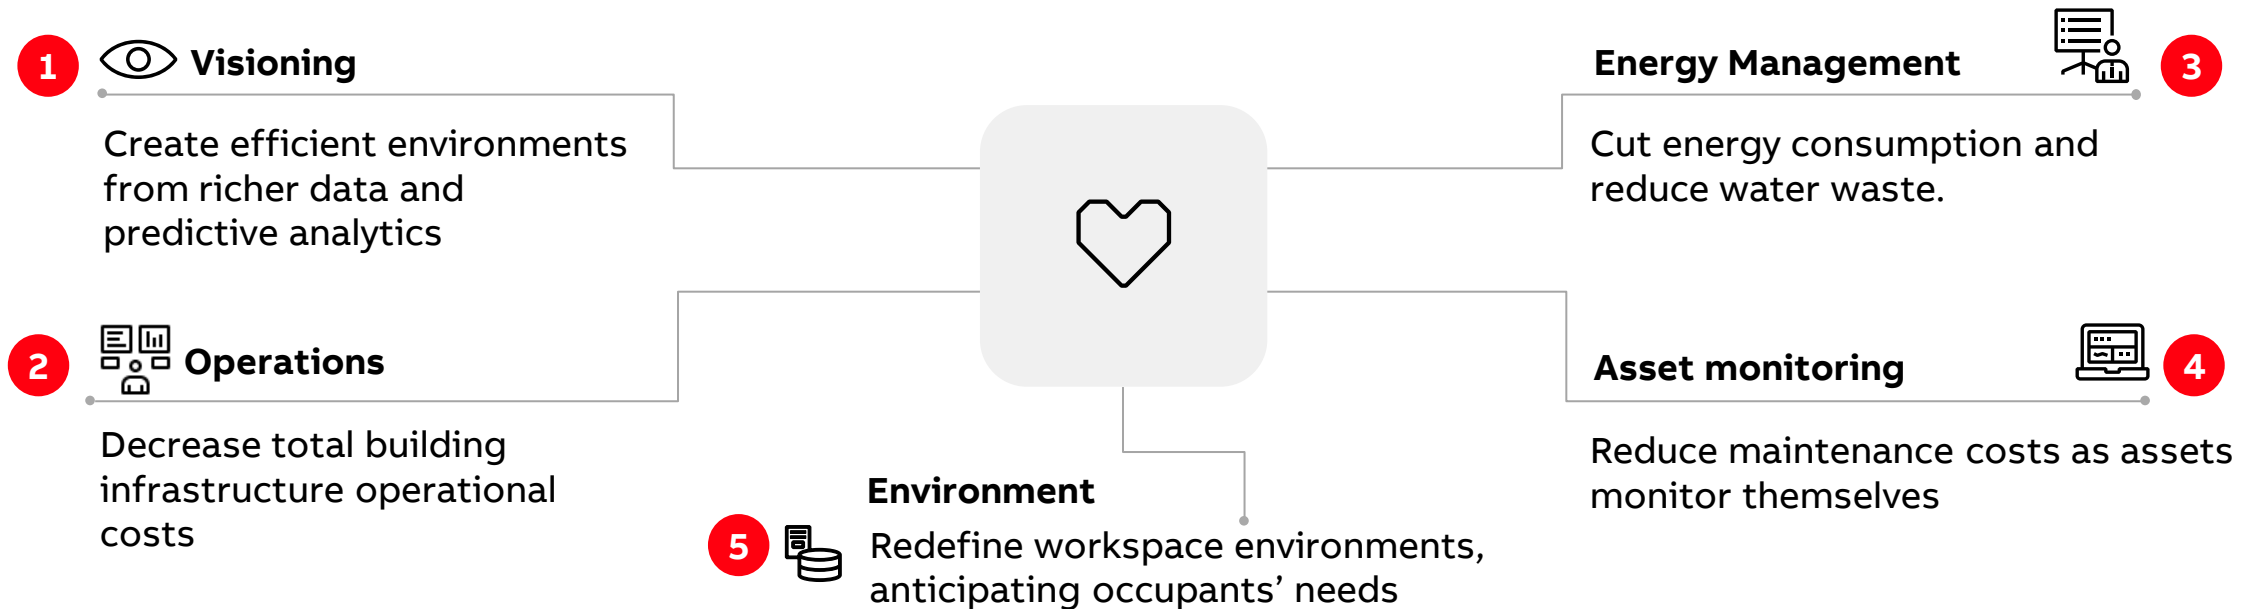 1
Visioning
Create efficient environments
from richer data and
predictive analytics
2
Operations
Decrease total building
infrastructure operational
costs
Energy Management
3
Cut energy consumption and
reduce water waste.
Asset monitoring
4
Reduce maintenance costs as assets
monitor themselves
Environment
5
Redefine workspace environments,
anticipating occupants’ needs